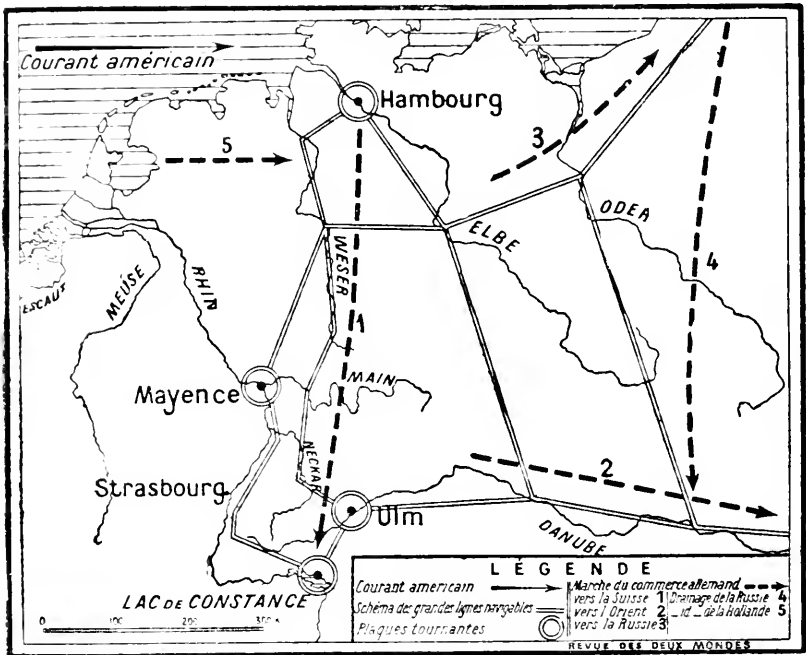 Courant américain
Hambourg
5
3
ODER
ELBE
WESER
4
ESCAUT
MEUSE
RHIN
1
MAIN
Mayence
NECKAR
2
Strasbourg
Ulm
DANUBE
LAC DE CONSTANCE
0 100 200 300 K
LÉGENDE
Courant americain
Schéma des grandes lignes navigables
Plaques tournantes
Marche du commerce allemand
vers la Suisse 1
vers l'Orient 2
vers la Russie 3
Drainage de la Russie 4
_id_ de la Hollande 5
REVUE DES DEUX MONDES